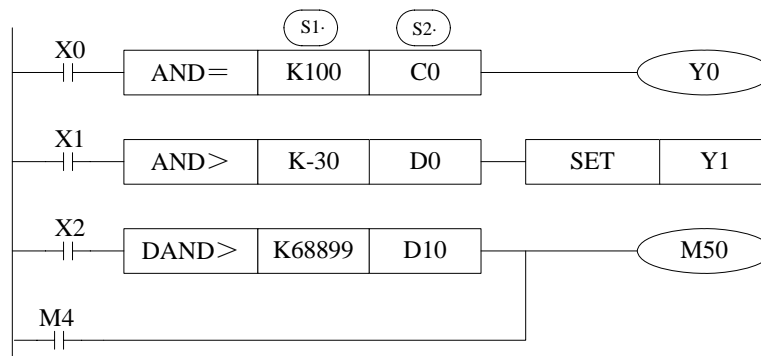 S1· S2·
X0 AND= K100 C0 Y0
X1 AND> K-30 D0 SET Y1
X2 DAND> K68899 D10 M50
M4